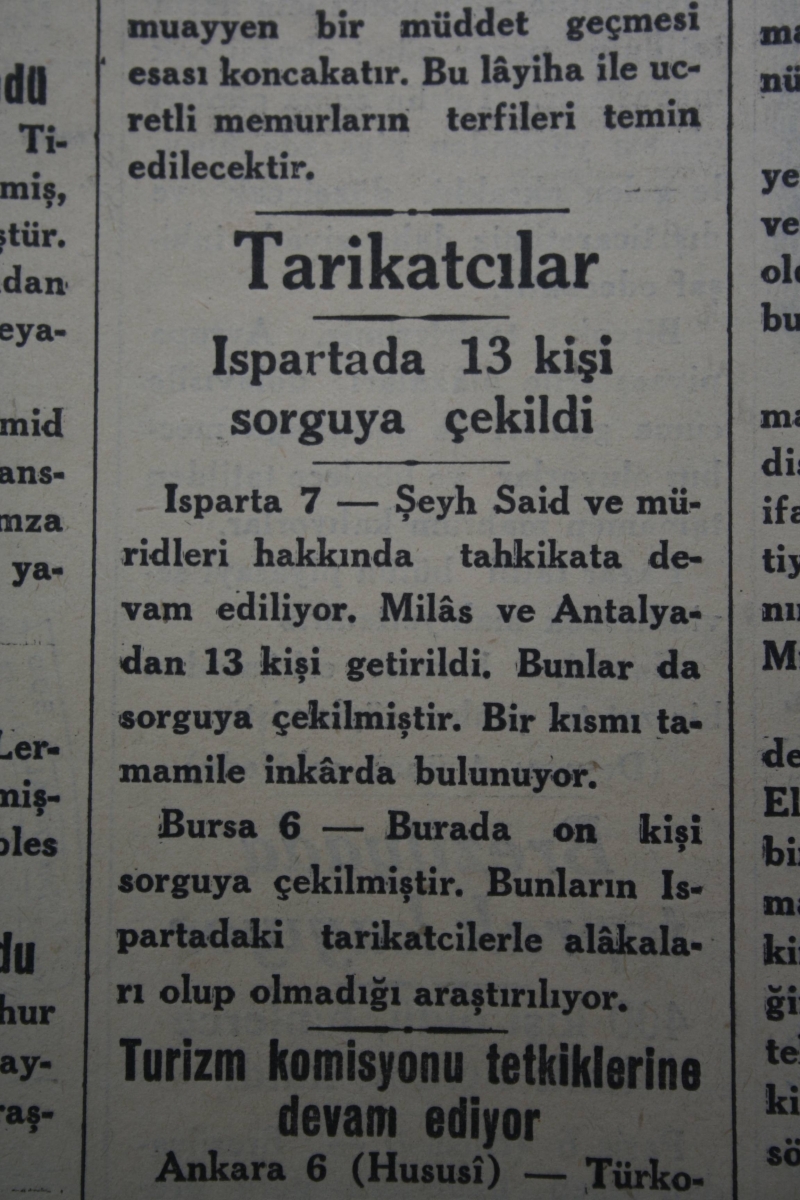 muayyen bir müddet geçmesi
esası koncakatır. Bu lâyiha ile uc-
retli memurların terfileri temin
edilecektir.
Tarikatcılar
Ispartada 13 kişi
sorguya çekildi
Isparta 7 — Şeyh Said ve mü-
ridleri hakkında tahkikata de-
vam ediliyor. Milâs ve Antalya-
dan 13 kişi getirildi. Bunlar da
sorguya çekilmiştir. Bir kısmı ta-
mamile inkârda bulunuyor.
Bursa 6 — Burada on kişi
sorguya çekilmiştir. Bunların Is-
partadaki tarikatcilerle alâkala-
rı olup olmadığı araştırılıyor.
Turizm komisyonu tetkiklerine
devam ediyor
Ankara 6 (Hususî) — Türko-